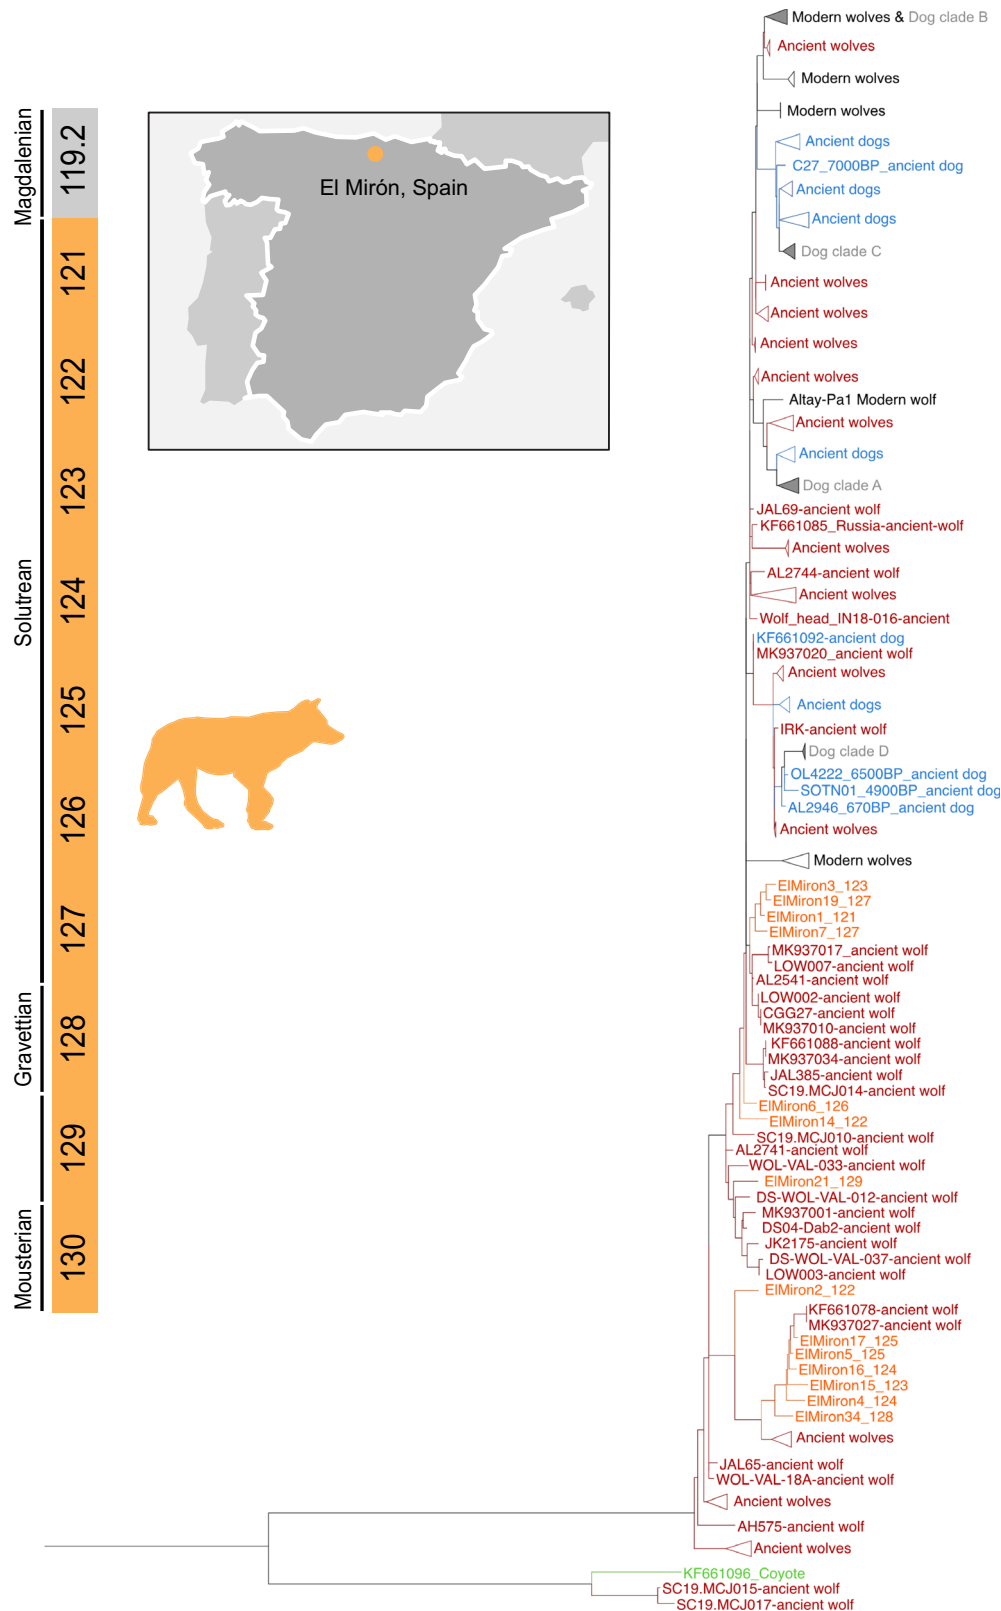 Magdalenian
119.2
Solutrean
121
122
123
124
125
126
127
Gravettian
128
129
Mousterian
130
El Mirón, Spain
Modern wolves & Dog clade B
Ancient wolves
Modern wolves
Modern wolves
Ancient dogs
C27_7000BP_ancient dog
Ancient dogs
Ancient dogs
Dog clade C
Ancient wolves
Ancient wolves
Ancient wolves
Ancient wolves
Altay-Pa1 Modern wolf
Ancient wolves
Ancient dogs
Dog clade A
JAL69-ancient wolf
KF661085_Russia-ancient-wolf
Ancient wolves
AL2744-ancient wolf
Ancient wolves
Wolf_head_IN18-016-ancient
KF661092-ancient dog
MK937020_ancient wolf
Ancient wolves
Ancient dogs
IRK-ancient wolf
Dog clade D
OL4222_6500BP_ancient dog
SOTN01_4900BP_ancient dog
AL2946_670BP_ancient dog
Ancient wolves
Modern wolves
ElMiron3_123
ElMiron19_127
ElMiron1_121
ElMiron7_127
MK937017_ancient wolf
LOW007-ancient wolf
AL2541-ancient wolf
LOW002-ancient wolf
CGG27-ancient wolf
MK937010-ancient wolf
KF661088-ancient wolf
MK937034-ancient wolf
JAL385-ancient wolf
SC19.MCJ014-ancient wolf
ElMiron6_126
ElMiron14_122
SC19.MCJ010-ancient wolf
AL2741-ancient wolf
WOL-VAL-033-ancient wolf
ElMiron21_129
DS-WOL-VAL-012-ancient wolf
MK937001-ancient wolf
DS04-Dab2-ancient wolf
JK2175-ancient wolf
DS-WOL-VAL-037-ancient wolf
LOW003-ancient wolf
ElMiron2_122
KF661078-ancient wolf
MK937027-ancient wolf
ElMiron17_125
ElMiron5_125
ElMiron16_124
ElMiron15_123
ElMiron4_124
ElMiron34_128
Ancient wolves
JAL65-ancient wolf
WOL-VAL-18A-ancient wolf
Ancient wolves
AH575-ancient wolf
Ancient wolves
KF661096_Coyote
SC19.MCJ015-ancient wolf
SC19.MCJ017-ancient wolf